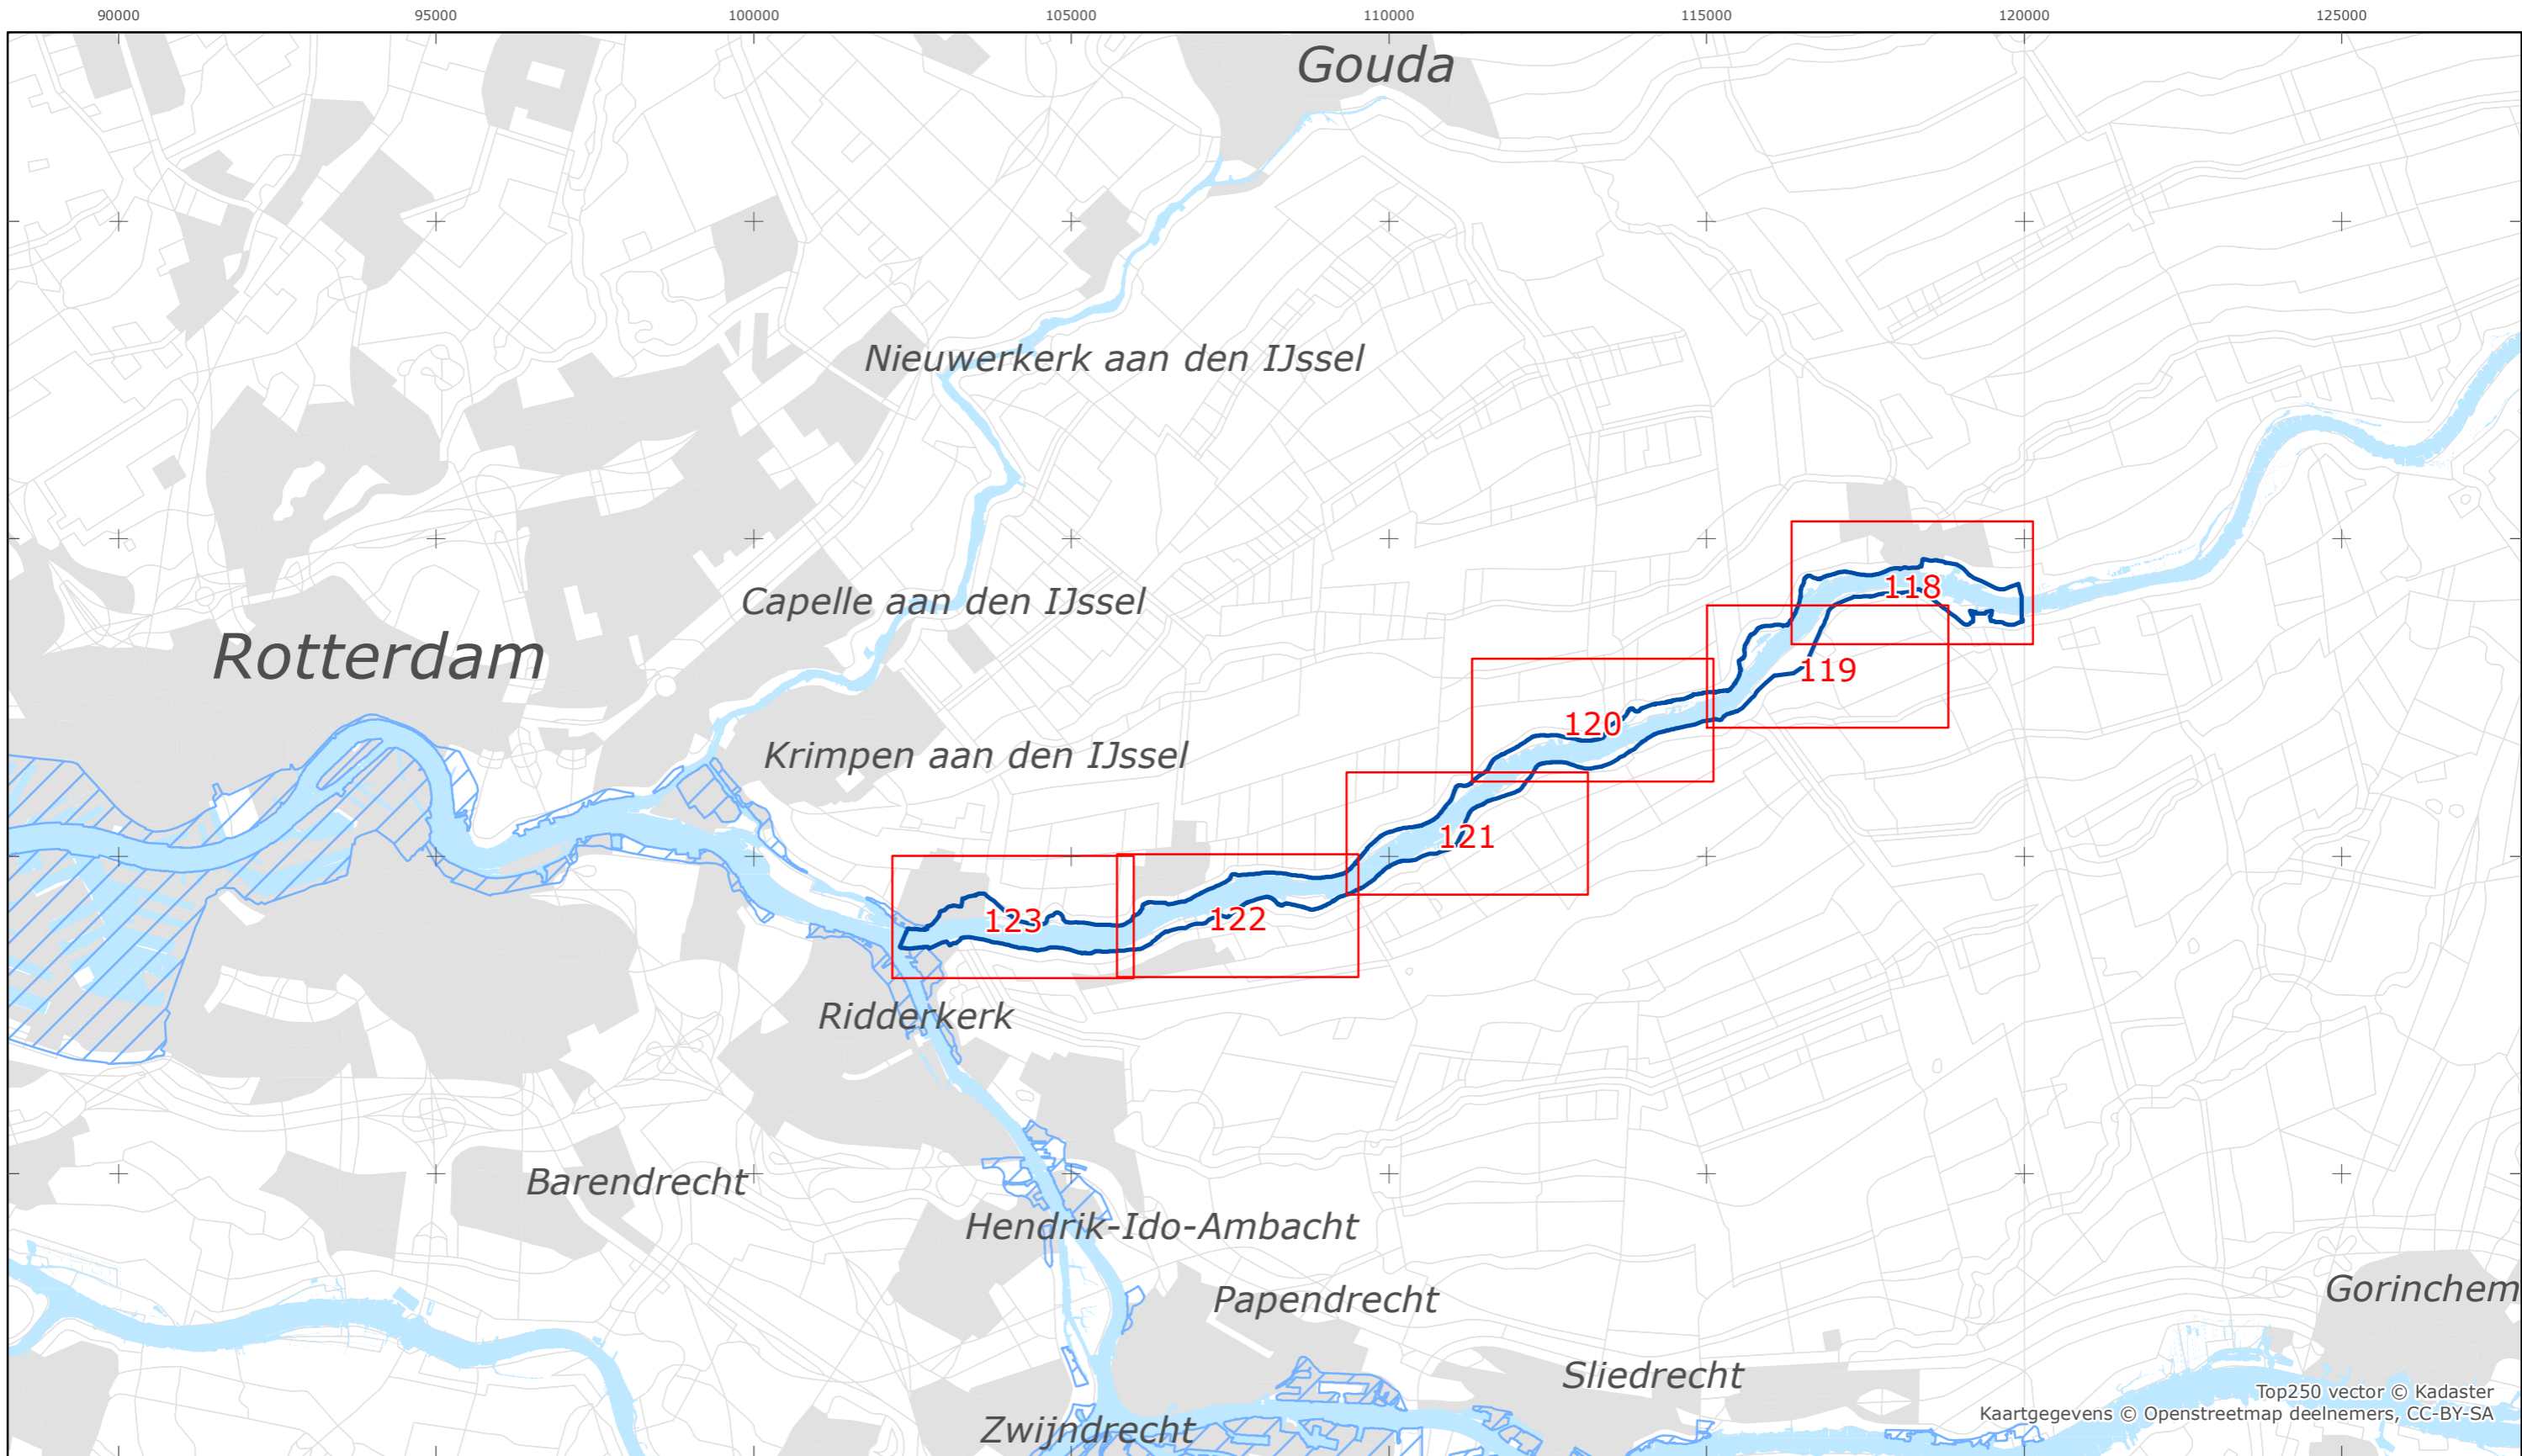 90000 95000 100000 105000 110000 115000 120000 125000
Gouda
Nieuwerkerk aan den IJssel
118
Capelle aan den IJssel
Rotterdam
119
120
Krimpen aan den IJssel
121
123
122
Ridderkerk
Barendrecht
Hendrik-Ido-Ambacht
Gorinchem
Papendrecht
Sliedrecht
Top250 vector © Kadaster
Kaartgegevens © Openstreetmap deelnemers, CC-BY-SA
Zwijndrecht